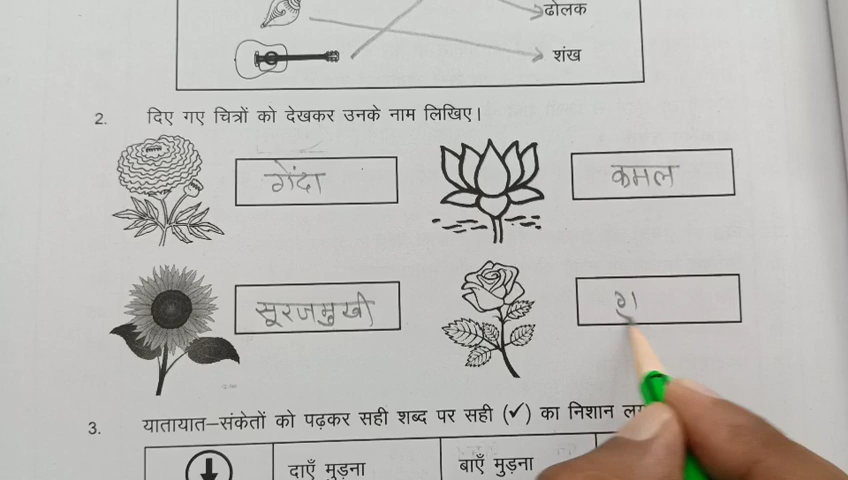 ढोलक
शंख
2. दिए गए चित्रों को देखकर उनके नाम लिखिए।
गेंदा
कमल
सूरजमुखी
गु
3. यातायात–संकेतों को पढ़कर सही शब्द पर सही (✓) का निशान
दाएँ मुड़ना
बाएँ मुड़ना